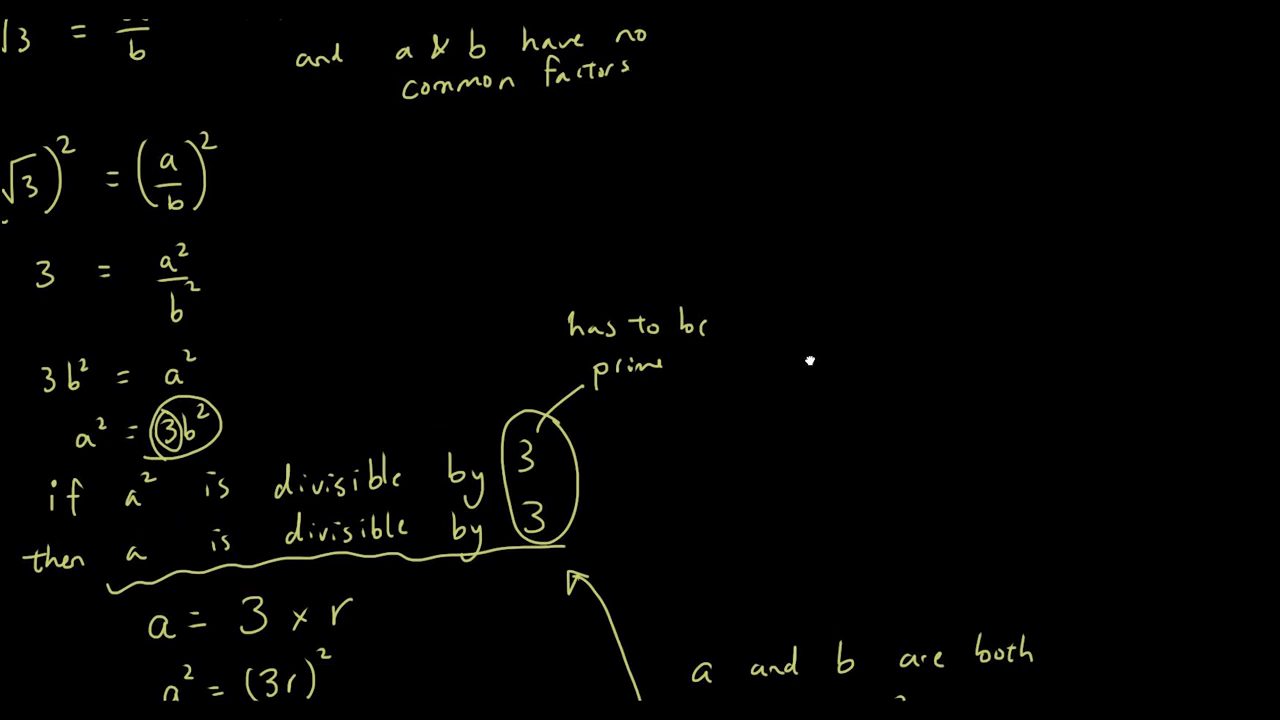 √3 = a/b
and a & b have no
common factors
√3)² = (a/b)²
3 = a²/b²
has to be
prime
3b² = a²
a² = 3b²
if a² is divisible by 3
then a is divisible by 3
a = 3 × r
a² = (3r)²
a and b are both